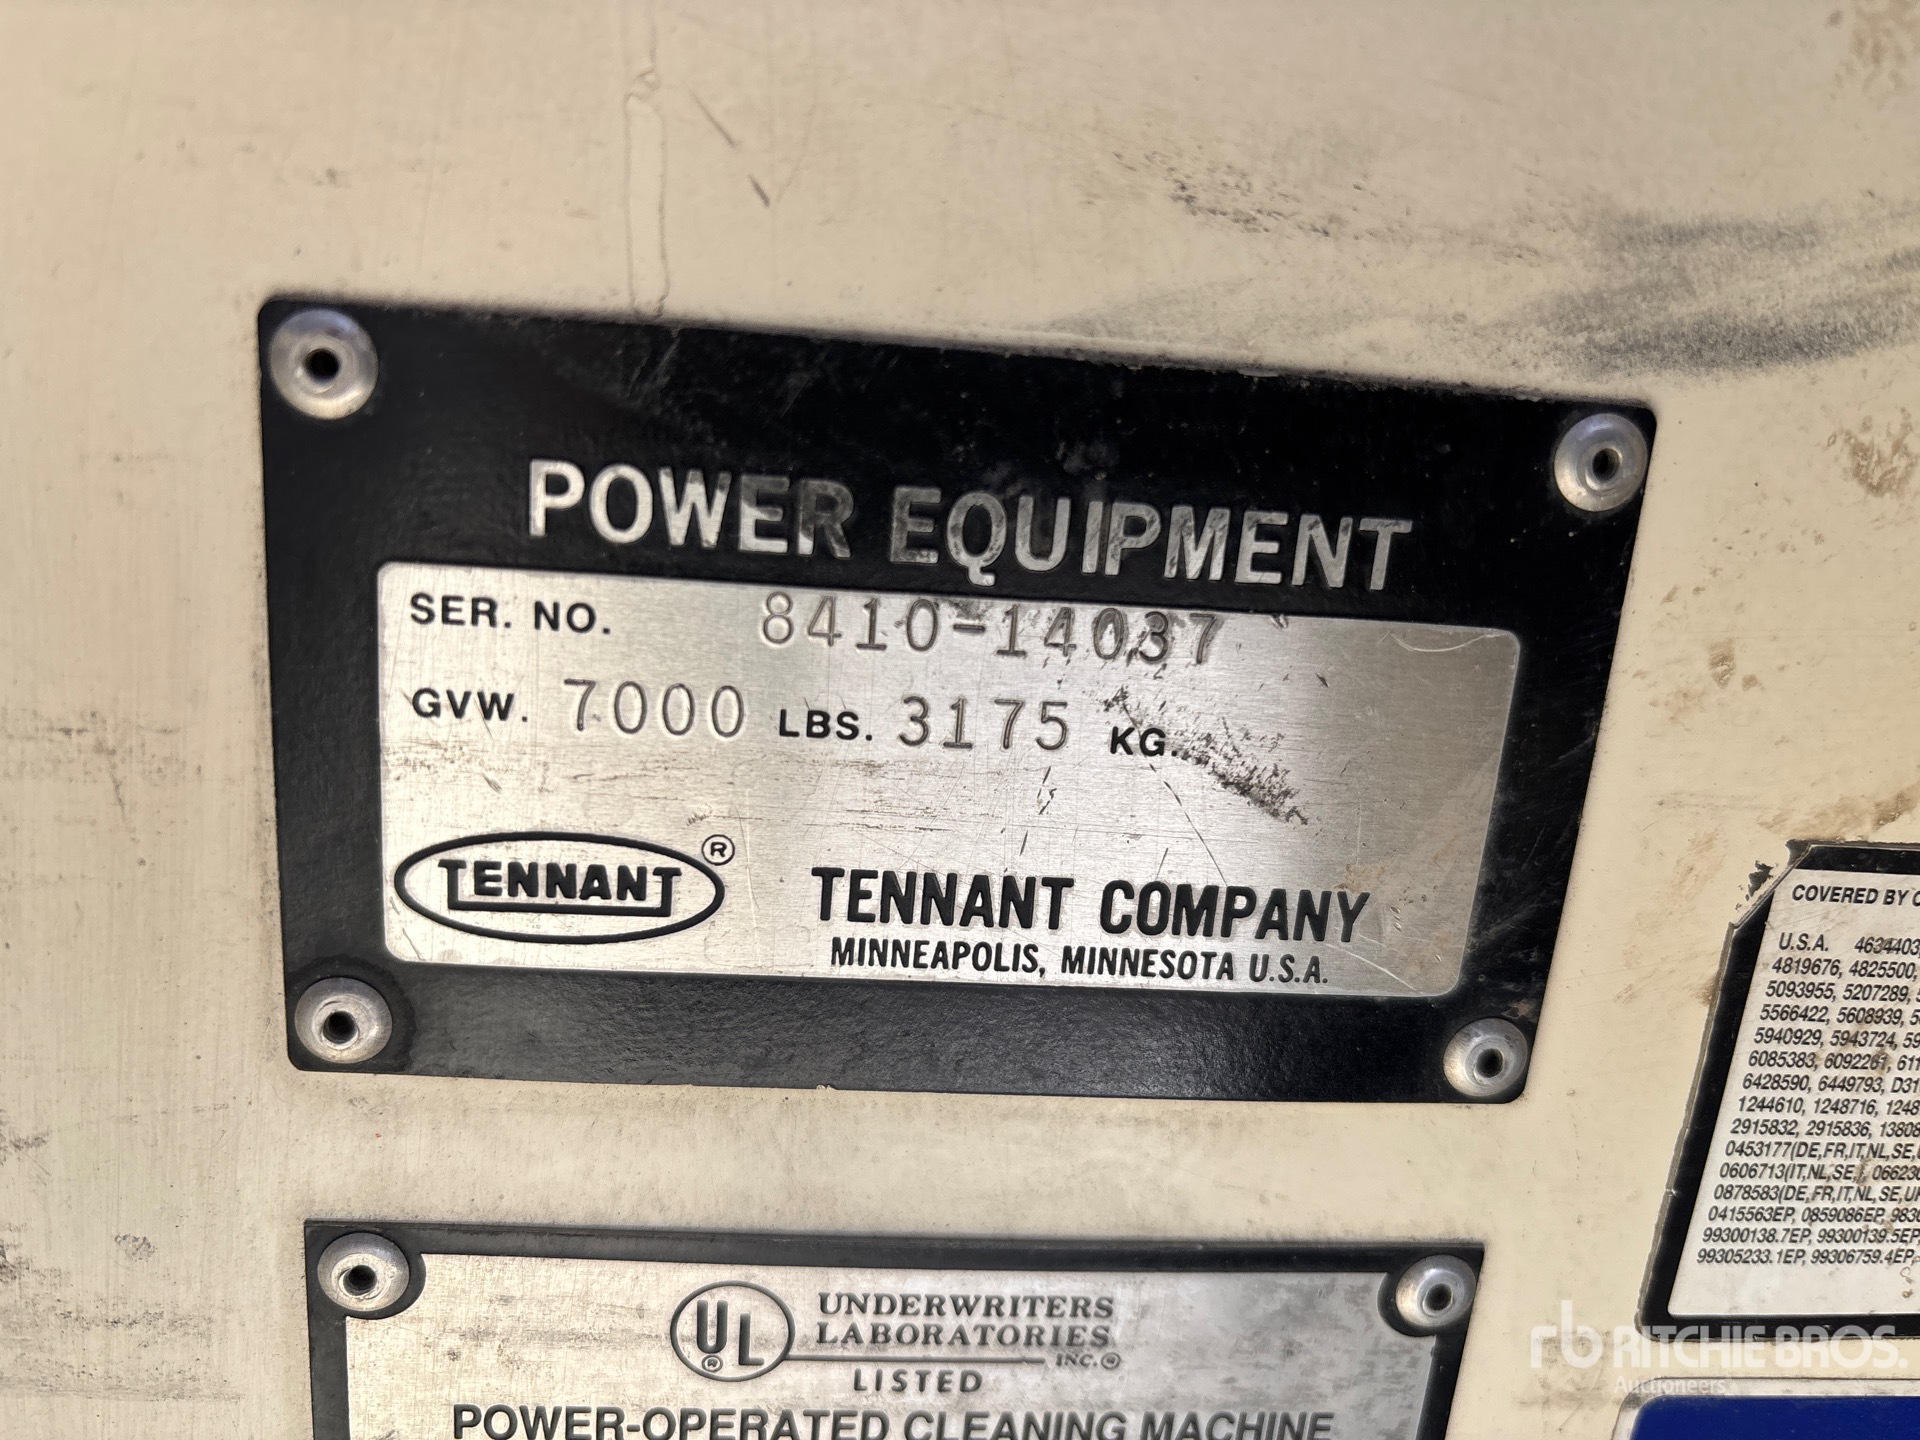 POWER EQUIPMENT
SER. NO. 8410-14037
GVW. 7000 LBS. 3175 KG.
TENNANT®
TENNANT COMPANY
MINNEAPOLIS, MINNESOTA U.S.A.
UL®
UNDERWRITERS
LABORATORIES
INC.®
LISTED
POWER-OPERATED CLEANING MACHINE
COVERED BY
U.S.A. 4634403,
4819676, 4825500,
5093955, 5207289,
5566422, 5608939,
5940929, 5943724,
6085383, 6092261,
6428590, 6449793,
1244610, 1248716,
2915832, 2915836,
0453177(DE,FR,IT,NL,SE,
0606713(IT,NL,SE,
0878583(DE,FR,IT,NL,SE,
0415563EP, 0859086EP,
99300138.7EP, 99300139.5EP,
99305233.1EP, 99306759.4EP,
rb RITCHIE BROS.
Auctioneers